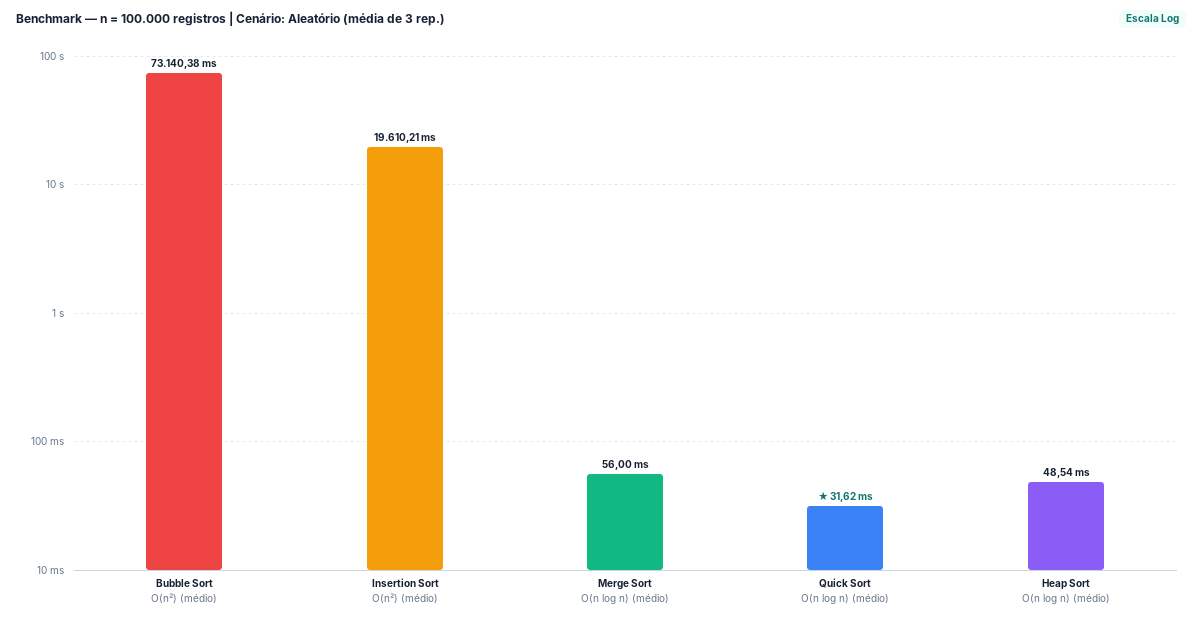 Benchmark — n = 100.000 registros | Cenário: Aleatório (média de 3 rep.)
Escala Log
100 s
10 s
1 s
100 ms
10 ms
73.140,38 ms
19.610,21 ms
56,00 ms
★ 31,62 ms
48,54 ms
Bubble Sort
O(n²) (médio)
Insertion Sort
O(n²) (médio)
Merge Sort
O(n log n) (médio)
Quick Sort
O(n log n) (médio)
Heap Sort
O(n log n) (médio)